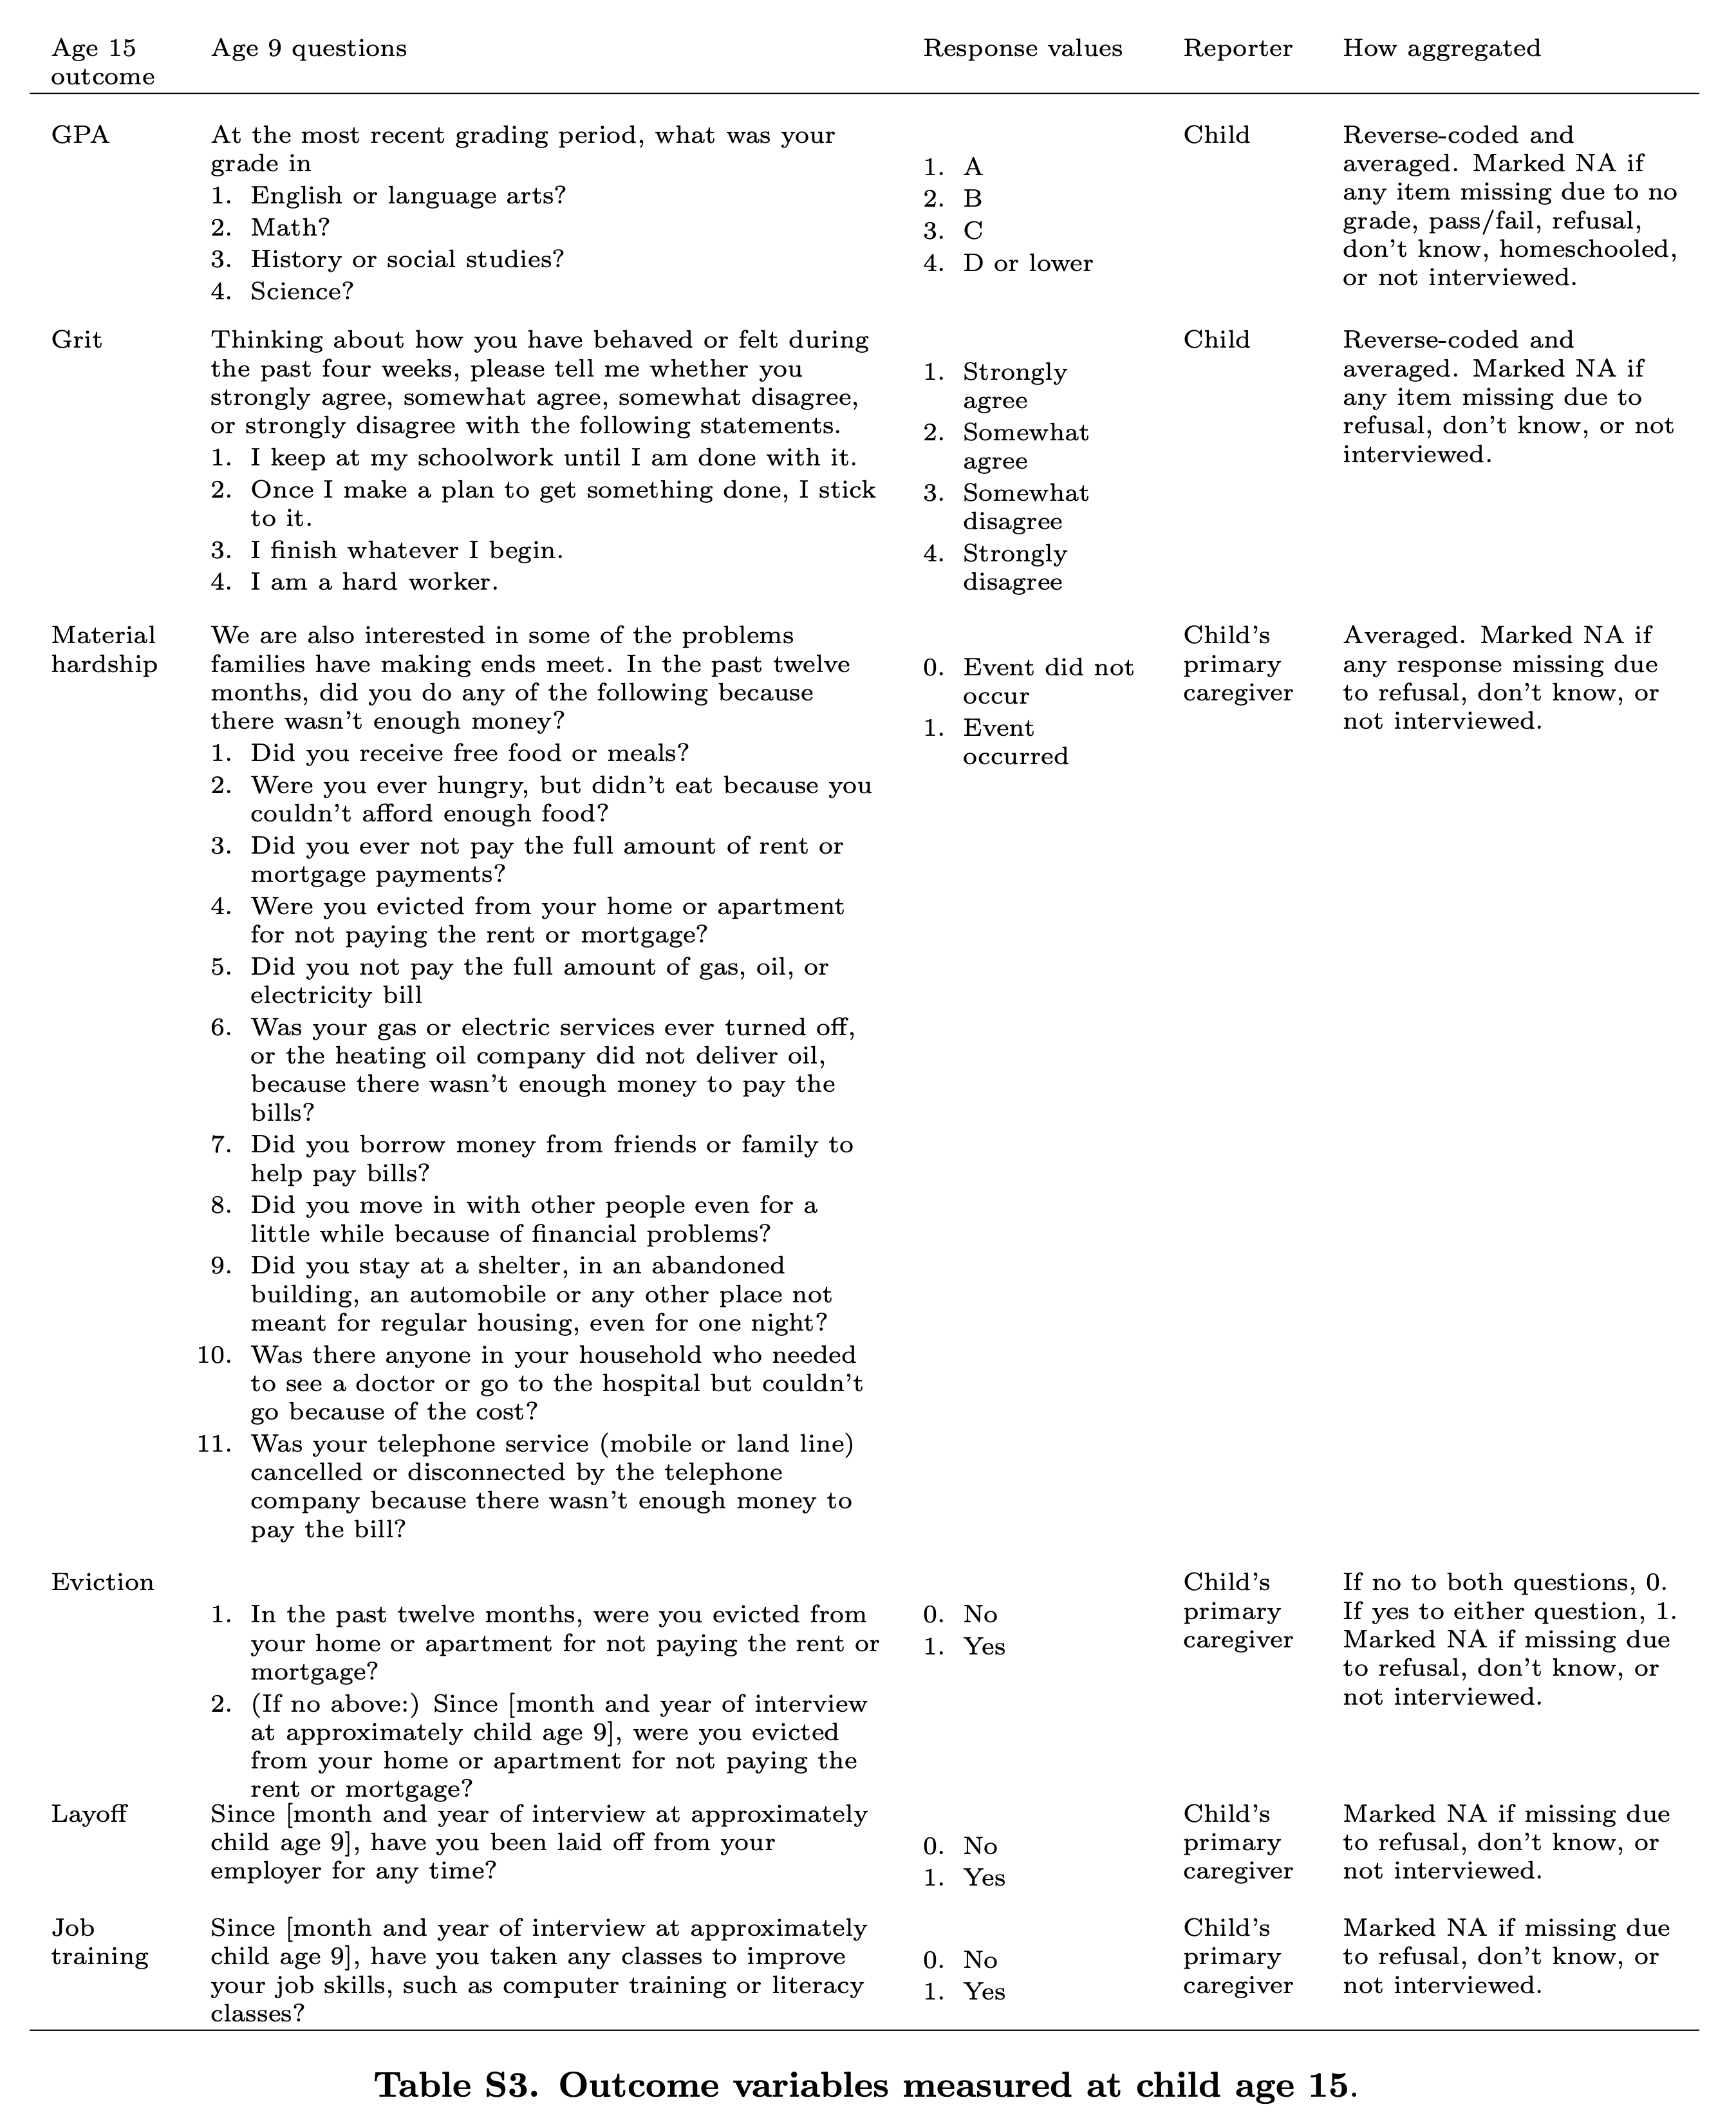 Age 15 outcome	Age 9 questions	Response values	Reporter	How aggregated
GPA
At the most recent grading period, what was your
grade in
1. English or language arts?
2. Math?
3. History or social studies?
4. Science?
1. A
2. B
3. C
4. D or lower
Child
Reverse-coded and
averaged. Marked NA if
any item missing due to no
grade, pass/fail, refusal,
don't know, homeschooled,
or not interviewed.
Grit
Thinking about how you have behaved or felt during
the past four weeks, please tell me whether you
strongly agree, somewhat agree, somewhat disagree,
or strongly disagree with the following statements.
1. I keep at my schoolwork until I am done with it.
2. Once I make a plan to get something done, I stick
to it.
3. I finish whatever I begin.
4. I am a hard worker.
1. Strongly
agree
2. Somewhat
agree
3. Somewhat
disagree
4. Strongly
disagree
Child
Reverse-coded and
averaged. Marked NA if
any item missing due to
refusal, don't know, or not
interviewed.
Material
hardship
We are also interested in some of the problems
families have making ends meet. In the past twelve
months, did you do any of the following because
there wasn't enough money?
1. Did you receive free food or meals?
2. Were you ever hungry, but didn't eat because you
couldn't afford enough food?
3. Did you ever not pay the full amount of rent or
mortgage payments?
4. Were you evicted from your home or apartment
for not paying the rent or mortgage?
5. Did you not pay the full amount of gas, oil, or
electricity bill
6. Was your gas or electric services ever turned off,
or the heating oil company did not deliver oil,
because there wasn't enough money to pay the
bills?
7. Did you borrow money from friends or family to
help pay bills?
8. Did you move in with other people even for a
little while because of financial problems?
9. Did you stay at a shelter, in an abandoned
building, an automobile or any other place not
meant for regular housing, even for one night?
10. Was there anyone in your household who needed
to see a doctor or go to the hospital but couldn't
go because of the cost?
11. Was your telephone service (mobile or land line)
cancelled or disconnected by the telephone
company because there wasn't enough money to
pay the bill?
0. Event did not
occur
1. Event
occurred
Child's
primary
caregiver
Averaged. Marked NA if
any response missing due
to refusal, don't know, or
not interviewed.
Eviction
1. In the past twelve months, were you evicted from
your home or apartment for not paying the rent or
mortgage?
2. (If no above:) Since [month and year of interview
at approximately child age 9], were you evicted
from your home or apartment for not paying the
rent or mortgage?
0. No
1. Yes
Child's
primary
caregiver
If no to both questions, 0.
If yes to either question, 1.
Marked NA if missing due
to refusal, don't know, or
not interviewed.
Layoff
Since [month and year of interview at approximately
child age 9], have you been laid off from your
employer for any time?
0. No
1. Yes
Child's
primary
caregiver
Marked NA if missing due
to refusal, don't know, or
not interviewed.
Job
training
Since [month and year of interview at approximately
child age 9], have you taken any classes to improve
your job skills, such as computer training or literacy
classes?
0. No
1. Yes
Child's
primary
caregiver
Marked NA if missing due
to refusal, don't know, or
not interviewed.
Table S3. Outcome variables measured at child age 15.